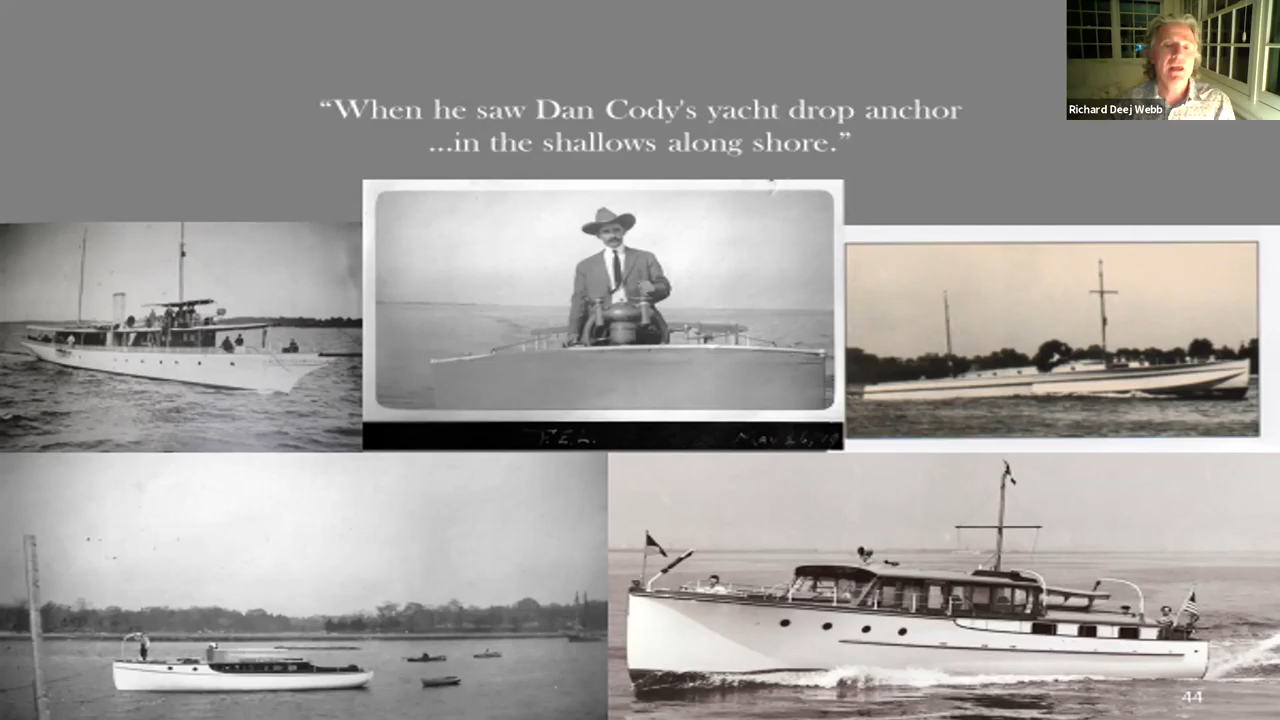 “When he saw Dan Cody's yacht drop anchor
...in the shallows along shore.”
Richard Deej Webb
F.E.L.
44